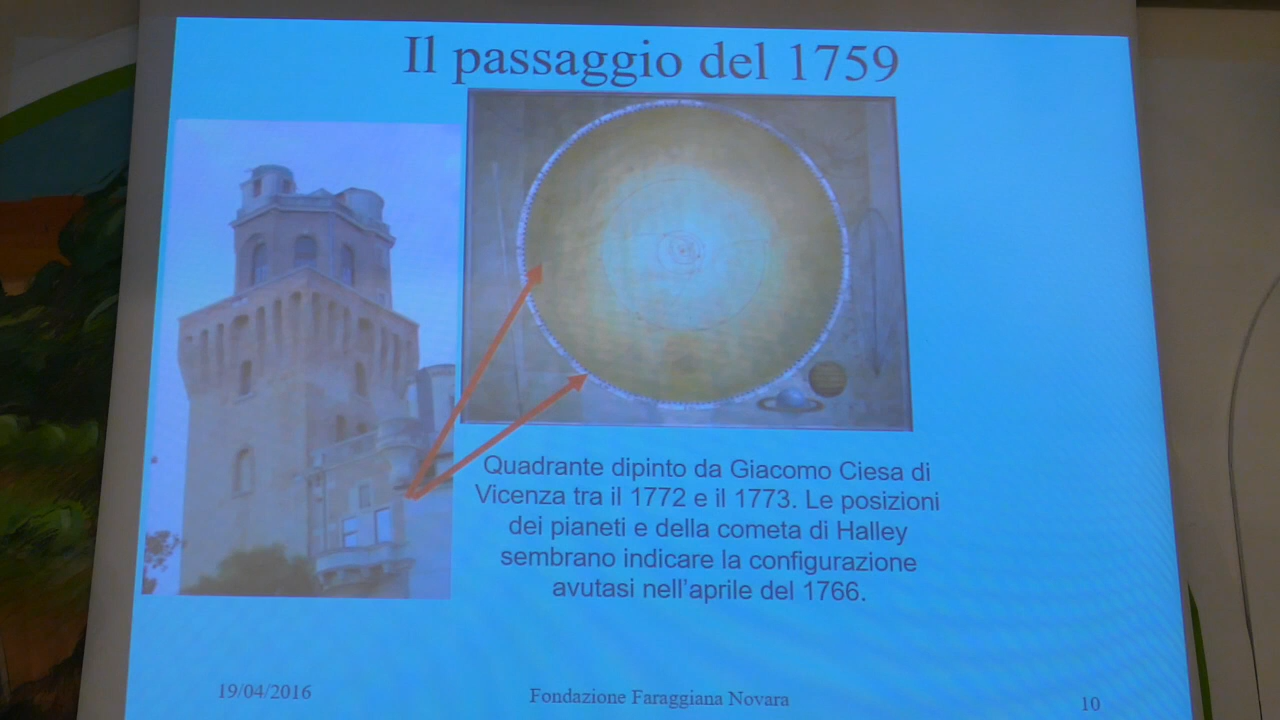 Il passaggio del 1759
Quadrante dipinto da Giacomo Ciesa di
Vicenza tra il 1772 e il 1773. Le posizioni
dei pianeti e della cometa di Halley
sembrano indicare la configurazione
avutasi nell'aprile del 1766.
19/04/2016
Fondazione Faraggiana Novara
10